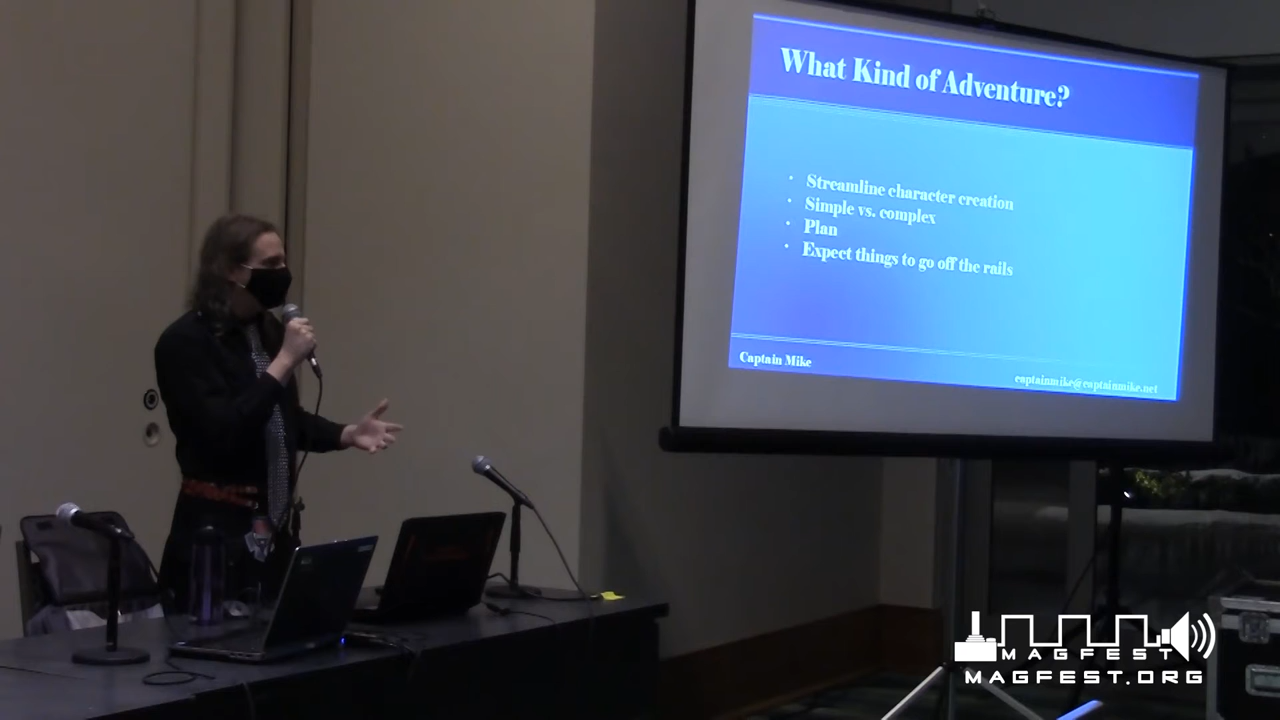 What Kind of Adventure?
• Streamline character creation
• Simple vs. complex
• Plan
• Expect things to go off the rails
Captain Mike
captainmike@captainmike.net
MAGFEST
MAGFEST.ORG